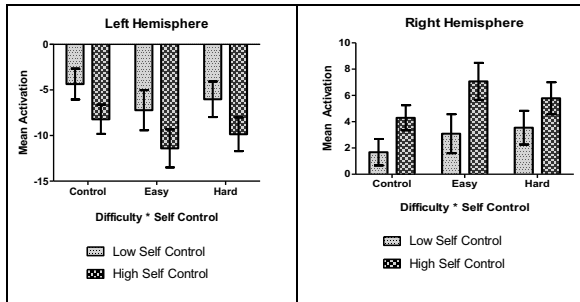 Left Hemisphere
0
-5
-10
-15
Mean Activation
Control Easy Hard
Difficulty * Self Control
Low Self Control
High Self Control
Right Hemisphere
10
8
6
4
2
0
Mean Activation
Control Easy Hard
Difficulty * Self Control
Low Self Control
High Self Control